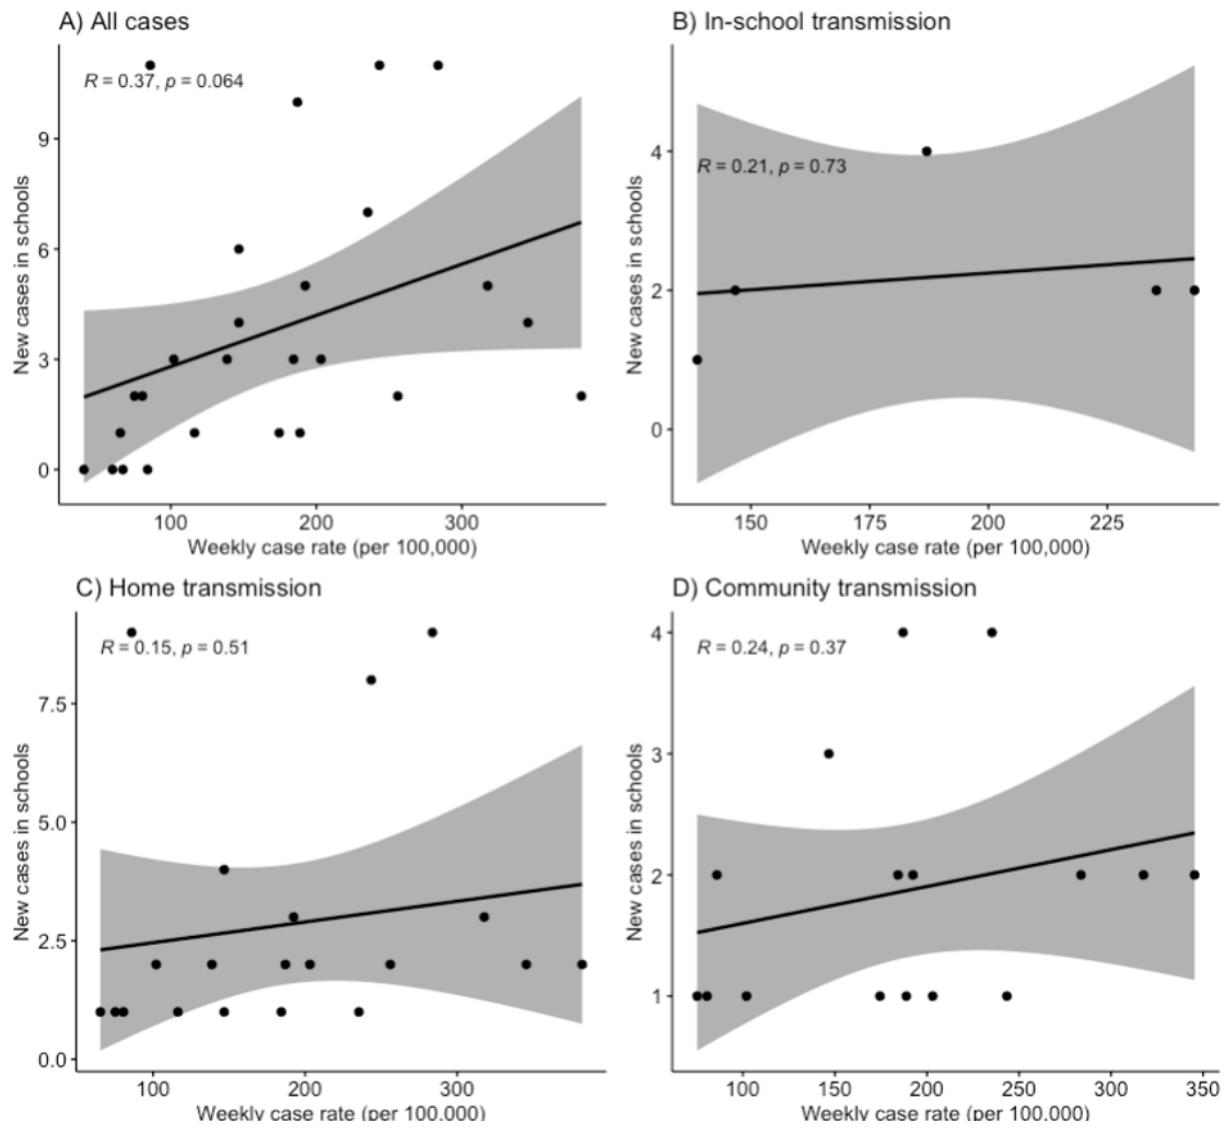 A) All cases
R = 0.37, p = 0.064
New cases in schools
9
6
3
0
100 200 300
Weekly case rate (per 100,000)
B) In-school transmission
R = 0.21, p = 0.73
New cases in schools
4
2
0
150 175 200 225
Weekly case rate (per 100,000)
C) Home transmission
R = 0.15, p = 0.51
New cases in schools
7.5
5.0
2.5
0.0
100 200 300
Weekly case rate (per 100,000)
D) Community transmission
R = 0.24, p = 0.37
New cases in schools
4
3
2
1
100 150 200 250 300 350
Weekly case rate (per 100,000)